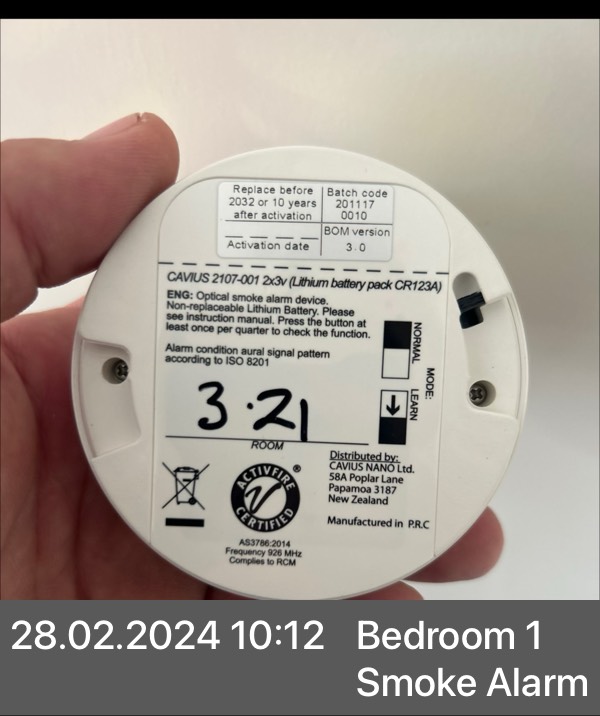 Replace before
2032 or 10 years
after activation
Activation date
Batch code
201117
0010
BOM version
3.0
CAVIUS 2107-001 2x3v (Lithium battery pack CR123A)
ENG: Optical smoke alarm device.
Non-replaceable Lithium Battery. Please
see instruction manual. Press the button at
least once per quarter to check the function.
Alarm condition aural signal pattern
according to ISO 8201
NORMAL
MODE:
LEARN
3.21
ROOM
ACTIVFIRE®
CERTIFIED
AS3786:2014
Frequency 926 MHz
Complies to RCM
Distributed by:
CAVIUS NANO Ltd.
58A Poplar Lane
Papamoa 3187
New Zealand
Manufactured in P.R.C
28.02.2024 10:12
Bedroom 1
Smoke Alarm